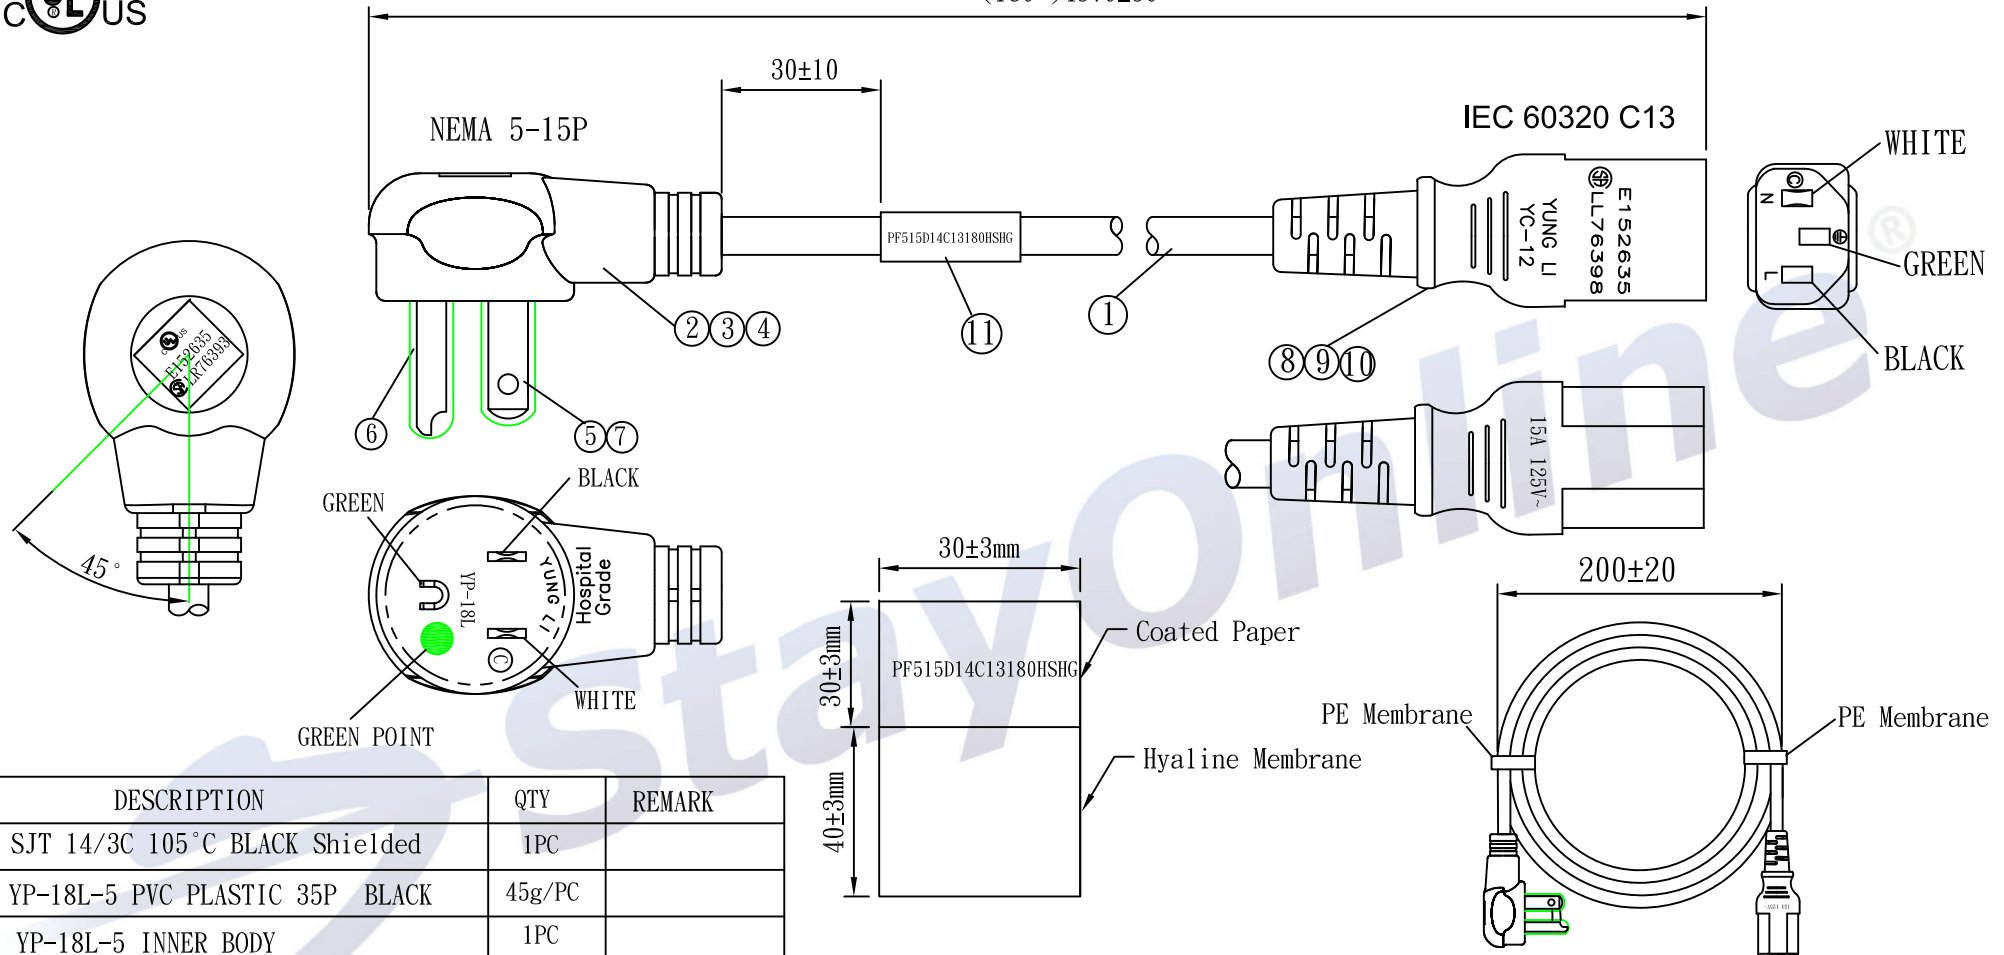 C UL US
30±10
NEMA 5-15P
IEC 60320 C13
WHITE
GREEN
BLACK
N
L
PF515D14C13180HSHG
YUNG LI
YC-12
E152635
LL76398
1
2 3 4
11
8 9 10
6
5 7
E152635
LR76393
45°
15A 125V~
BLACK
GREEN
YP-18L
YUNG LI
Hospital
Grade
C
WHITE
GREEN POINT
30±3mm
30±3mm
40±3mm
PF515D14C13180HSHG
Coated Paper
Hyaline Membrane
200±20
PE Membrane
PE Membrane
15A 125V~
StayOnline®
DESCRIPTION QTY REMARK
SJT 14/3C 105°C BLACK Shielded 1PC
YP-18L-5 PVC PLASTIC 35P BLACK 45g/PC
YP-18L-5 INNER BODY 1PC